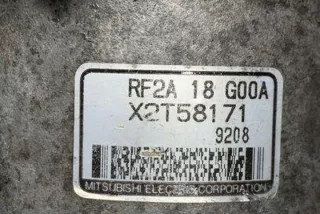 RF2A 18 G00A
X2T58171
9208
MITSUBISHI ELECTRIC CORPORATION